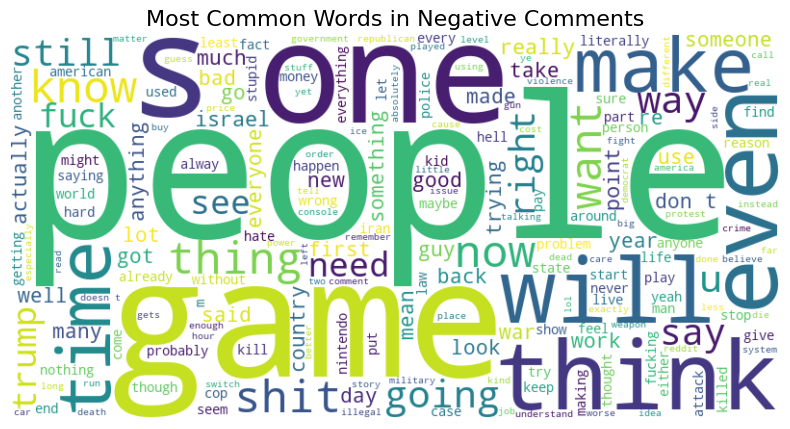 Most Common Words in Negative Comments
still
american
another
know
bad
much
least
fact
every
go
used
stupid
money
everything
yet
stuff
government
republican
guess
matter
price
buy
s
one
let
absolutely
played
using
level
ye
really
literally
someone
different
call
real
take
violence
police
made
gun
make
way
sure
person
part
find
reason
side
fuck
israel
actually
anything
everyone
people
might
saying
world
hard
alway
see
happen
order
ice
cause
hell
cost
kid
little
good
issue
maybe
new
tell
wrong
console
iran
something
trying
right
pay
want
point
re
use
don t
fight
democrat
america
even
instead
talking
around
big
protest
crime
getting
especially
read
lot
got
thing
hate
power
first
remember
need
left
guy
now
problem
year
anyone
state
dead
care
life
done
believe
far
time
doesn t
well
already
without
m
said
two
comment
mean
law
back
will
start
never
live
play
u
yeah
man
less
stop
die
trump
many
come
gets
probably
enough
hour
kill
better
country
game
nintendo
put
place
look
war
show
lol
exactly
feel
weapon
work
say
give
nothing
long
run
though
switch
shit
story
day
military
going
kind
try
keep
think
thought
fucking
either
reddit
killed
attack
system
car
end
death
seem
cop
illegal
case
job
understand
making
worse
idea